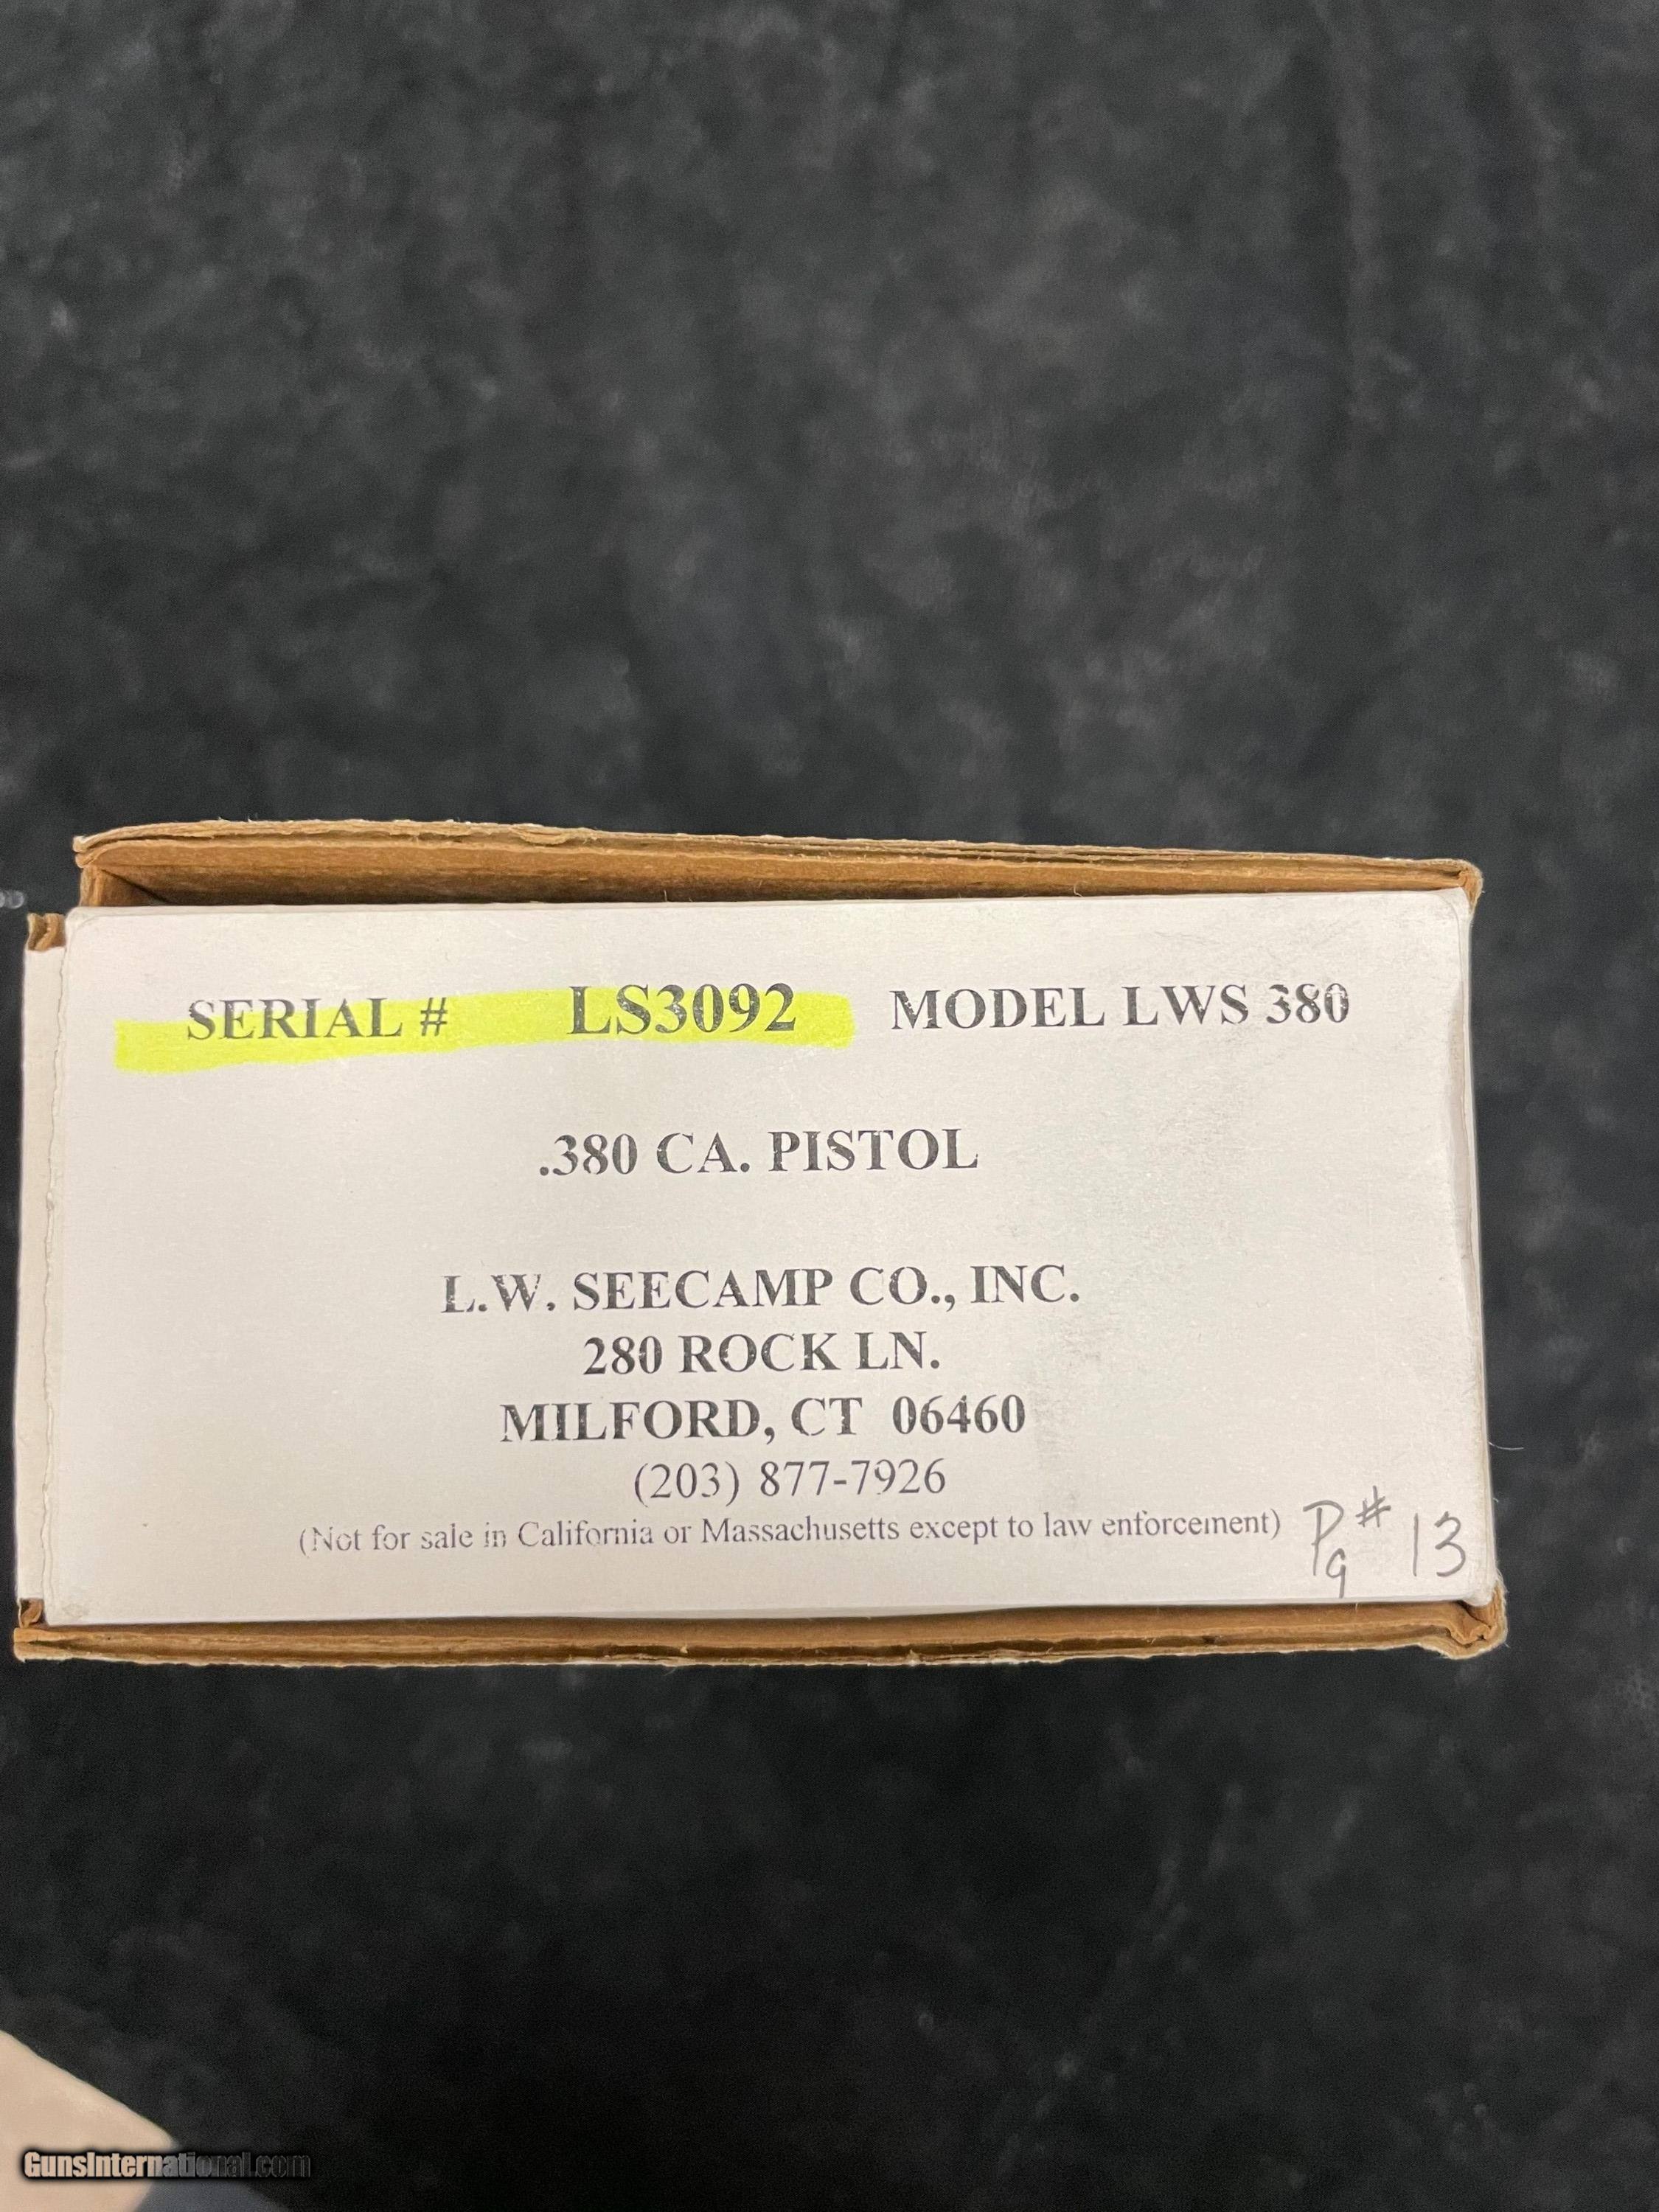 SERIAL # LS3092 MODEL LWS 380
.380 CA. PISTOL
L.W. SEECAMP CO., INC.
280 ROCK LN.
MILFORD, CT 06460
(203) 877-7926
(Not for sale in California or Massachusetts except to law enforcement) Pg # 13
GunsInternational.com